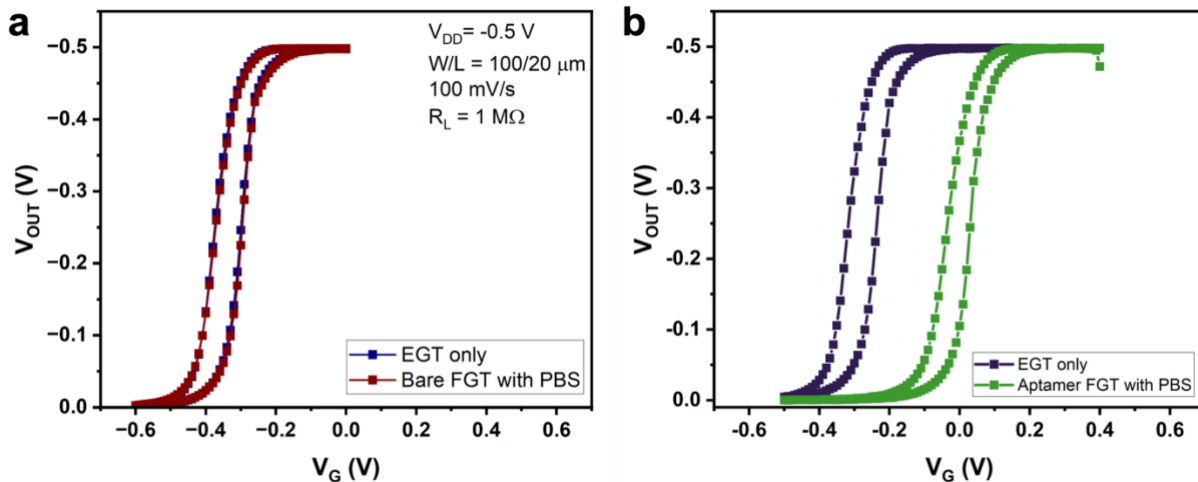 a
V_DD= -0.5 V
W/L = 100/20 μm
100 mV/s
R_L = 1 MΩ
−0.5
−0.4
−0.3
−0.2
−0.1
0.0
V_OUT (V)
EGT only
Bare FGT with PBS
−0.6 −0.4 −0.2 0.0 0.2 0.4 0.6
V_G (V)
b
-0.5
-0.4
-0.3
-0.2
-0.1
0.0
V_OUT (V)
EGT only
Aptamer FGT with PBS
-0.6 -0.4 -0.2 0.0 0.2 0.4 0.6
V_G (V)